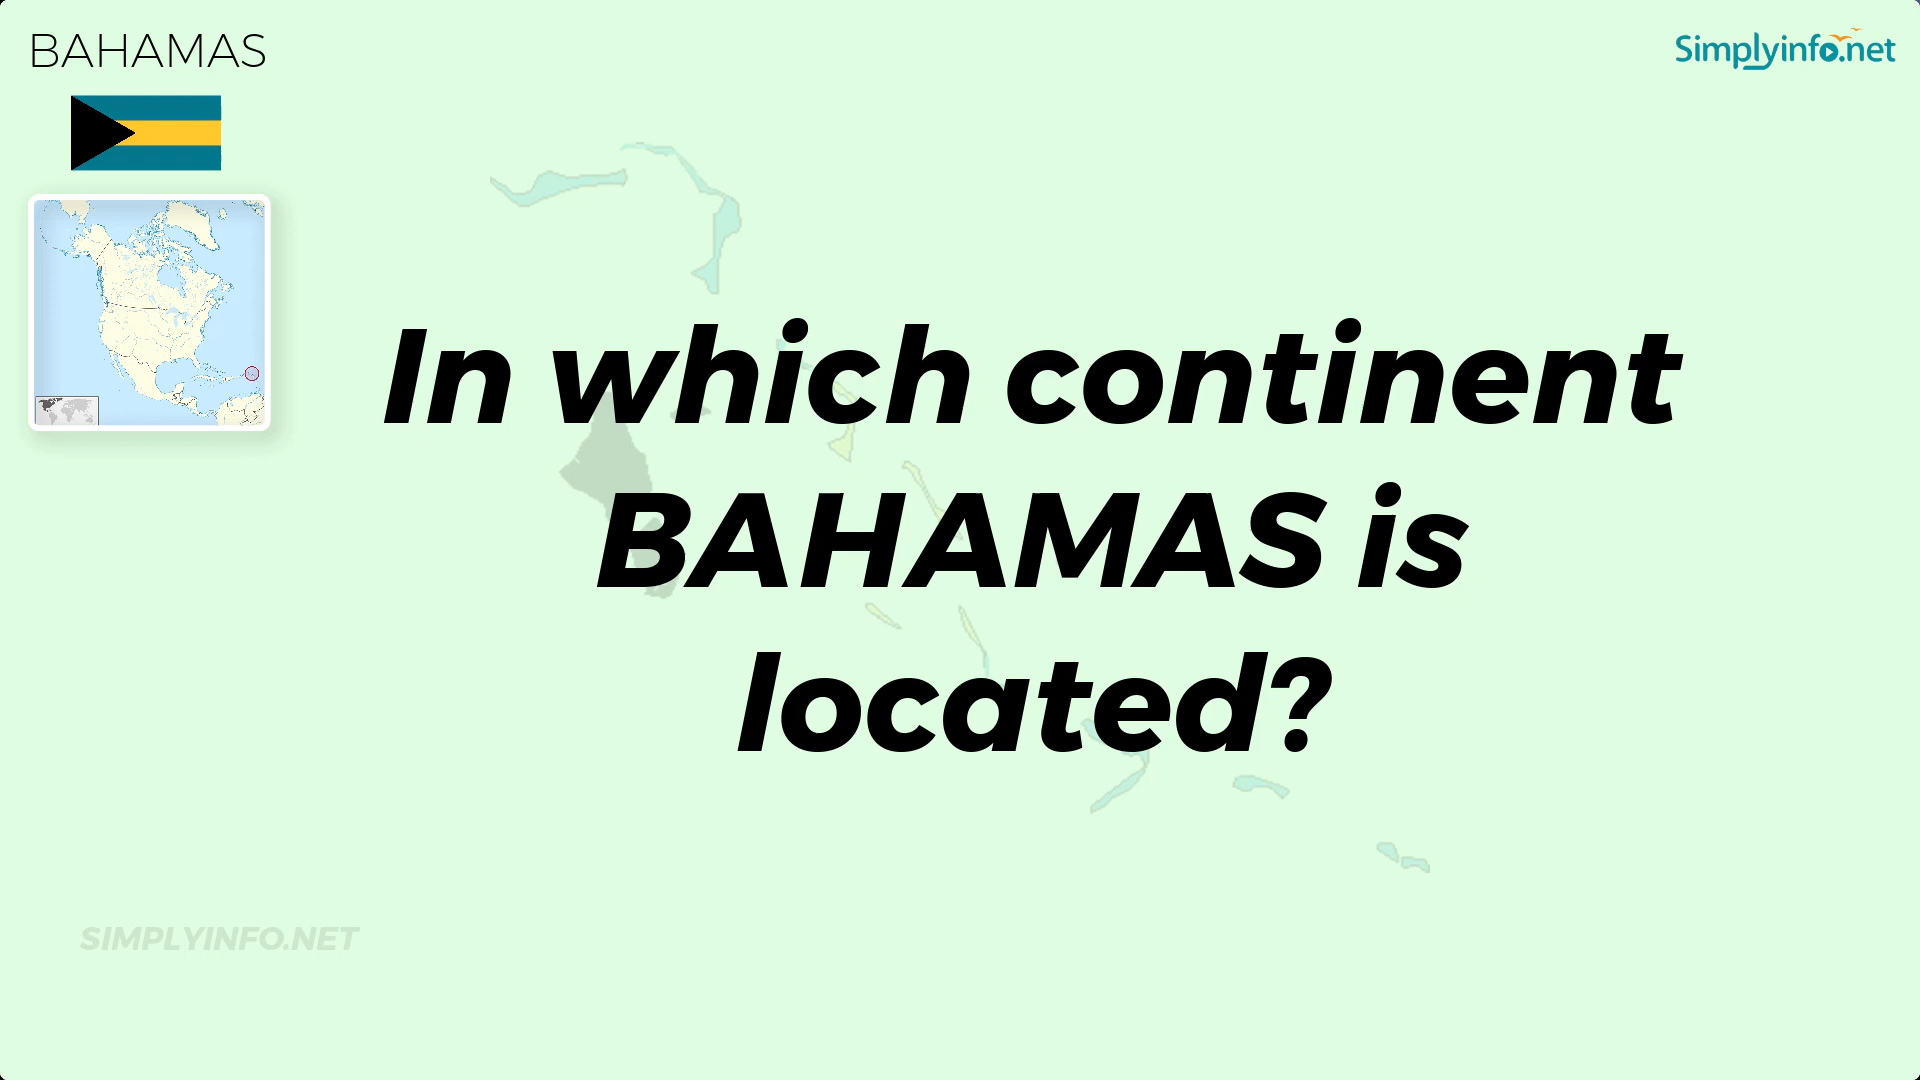 BAHAMAS
Simplyinfo.net
In which continent
BAHAMAS is
located?
SIMPLYINFO.NET